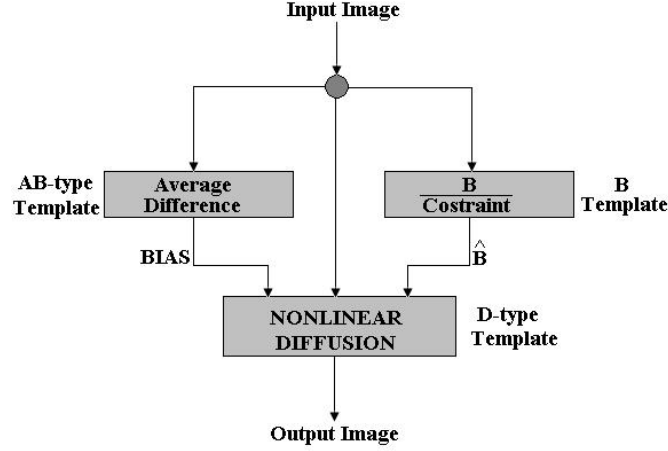 Input Image
AB-type
Template
Average
Difference
B
Costraint
B
Template
BIAS
^
B
NONLINEAR
DIFFUSION
D-type
Template
Output Image